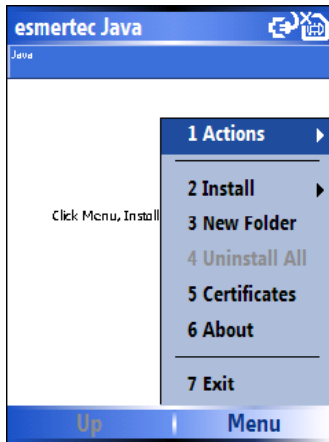 esmertec Java
Java
1 Actions
2 Install
Click Menu, Install
3 New Folder
4 Uninstall All
5 Certificates
6 About
7 Exit
Up
Menu